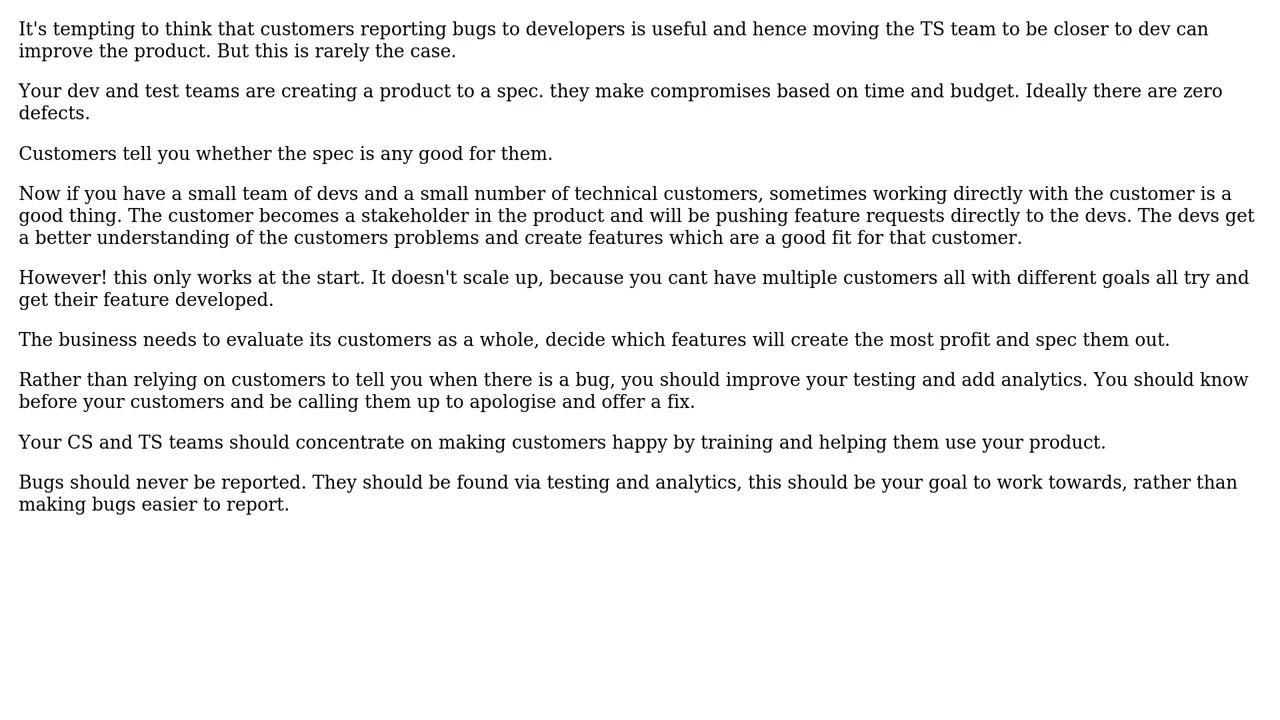 It's tempting to think that customers reporting bugs to developers is useful and hence moving the TS team to be closer to dev can
improve the product. But this is rarely the case.
Your dev and test teams are creating a product to a spec. they make compromises based on time and budget. Ideally there are zero
defects.
Customers tell you whether the spec is any good for them.
Now if you have a small team of devs and a small number of technical customers, sometimes working directly with the customer is a
good thing. The customer becomes a stakeholder in the product and will be pushing feature requests directly to the devs. The devs get
a better understanding of the customers problems and create features which are a good fit for that customer.
However! this only works at the start. It doesn't scale up, because you cant have multiple customers all with different goals all try and
get their feature developed.
The business needs to evaluate its customers as a whole, decide which features will create the most profit and spec them out.
Rather than relying on customers to tell you when there is a bug, you should improve your testing and add analytics. You should know
before your customers and be calling them up to apologise and offer a fix.
Your CS and TS teams should concentrate on making customers happy by training and helping them use your product.
Bugs should never be reported. They should be found via testing and analytics, this should be your goal to work towards, rather than
making bugs easier to report.